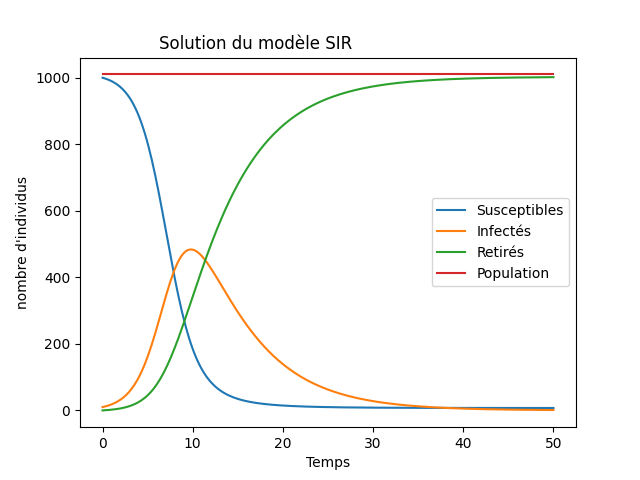 Solution du modèle SIR
nombre d'individus
1000
800
600
400
200
0
Susceptibles
Infectés
Retirés
Population
0 10 20 30 40 50
Temps